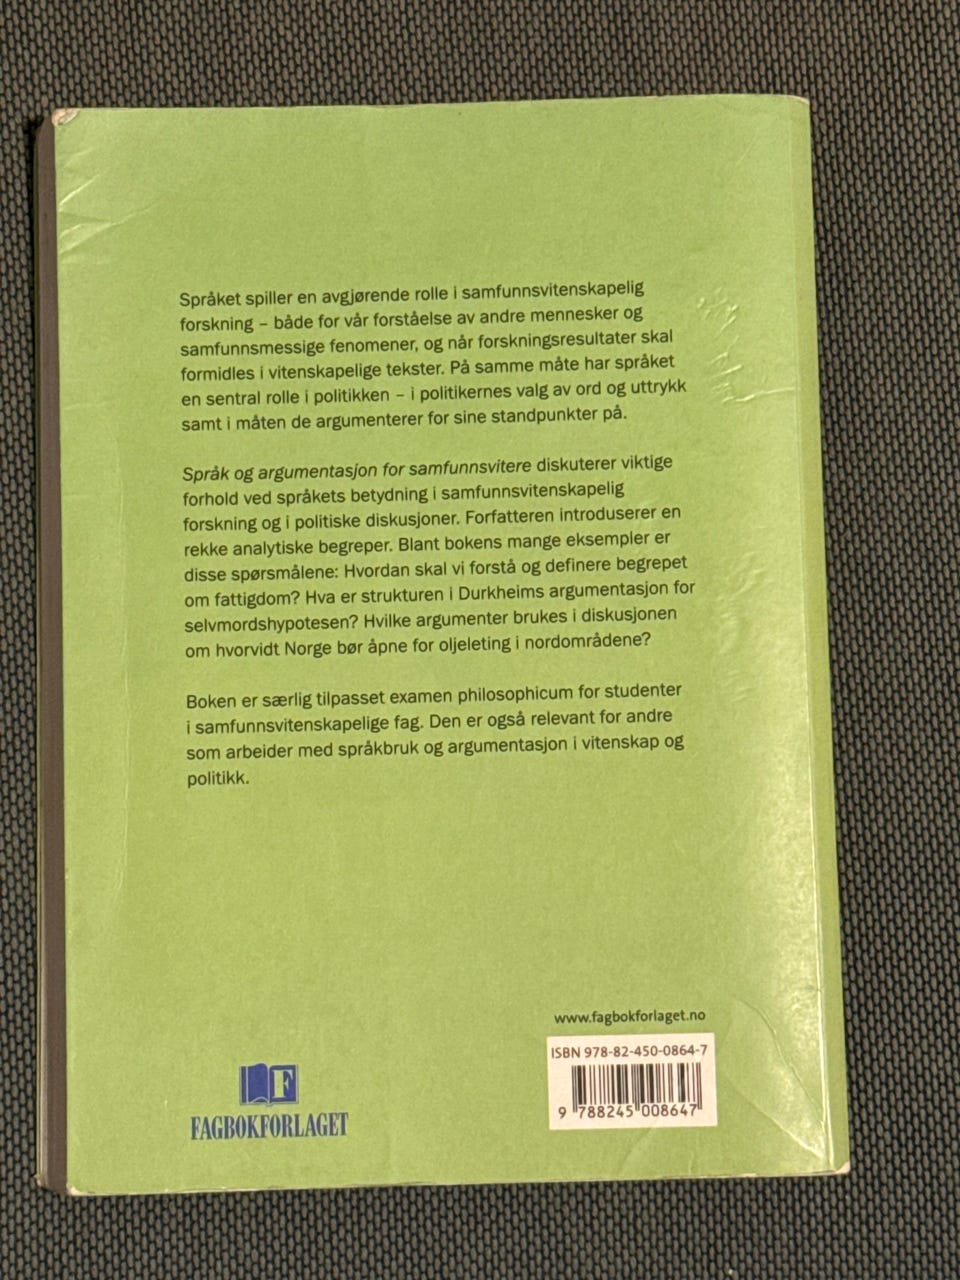 Språket spiller en avgjørende rolle i samfunnsvitenskapelig
forskning – både for vår forståelse av andre mennesker og
samfunnsmessige fenomener, og når forskningsresultater skal
formidles i vitenskapelige tekster. På samme måte har språket
en sentral rolle i politikken – i politikernes valg av ord og uttrykk
samt i måten de argumenterer for sine standpunkter på.
Språk og argumentasjon for samfunnsvitere diskuterer viktige
forhold ved språkets betydning i samfunnsvitenskapelig
forskning og i politiske diskusjoner. Forfatteren introduserer en
rekke analytiske begreper. Blant bokens mange eksempler er
disse spørsmålene: Hvordan skal vi forstå og definere begrepet
om fattigdom? Hva er strukturen i Durkheims argumentasjon for
selvmordshypotesen? Hvilke argumenter brukes i diskusjonen
om hvorvidt Norge bør åpne for oljeleting i nordområdene?
Boken er særlig tilpasset examen philosophicum for studenter
i samfunnsvitenskapelige fag. Den er også relevant for andre
som arbeider med språkbruk og argumentasjon i vitenskap og
politikk.
www.fagbokforlaget.no
ISBN 978-82-450-0864-7
9 788245 008647
F
FAGBOKFORLAGET